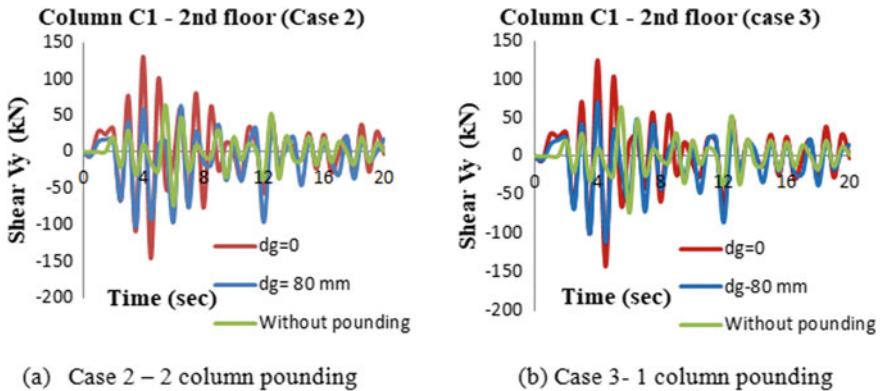 Column C1 - 2nd floor (Case 2)
150
100
50
0
-50
-100
-150
-200
Shear Vy (kN)
0 4 8 12 16 20
dg=0
dg= 80 mm
Without pounding
Time (sec)
(a) Case 2 – 2 column pounding
Column C1 - 2nd floor (case 3)
150
100
50
0
-50
-100
-150
-200
Shear Vy (kN)
0 4 8 12 16 20
dg=0
dg-80 mm
Without pounding
Time (sec)
(b) Case 3- 1 column pounding